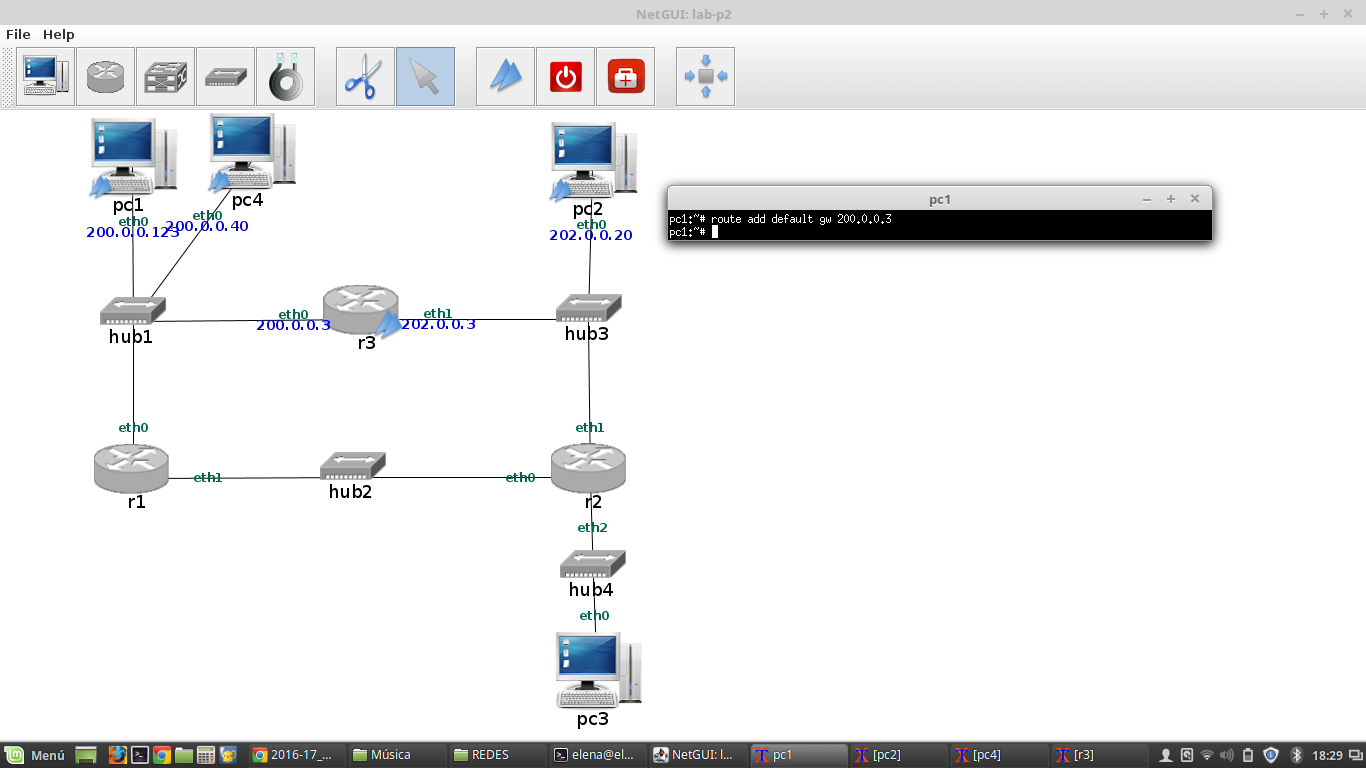 NetGUI: lab-p2
File Help
pc1
pc4
pc2
eth0
200.0.0.123
eth0
200.0.0.40
eth0
202.0.0.20
pc1
pc1:~# route add default gw 200.0.0.3
pc1:~#
hub1
eth0
200.0.0.3
r3
eth1
202.0.0.3
hub3
eth0
eth1
r1
eth1
hub2
eth0
r2
eth2
hub4
eth0
pc3
Menú
2016-17_...
Música
REDES
elena@el...
NetGUI: l...
pc1
[pc2]
[pc4]
[r3]
18:29